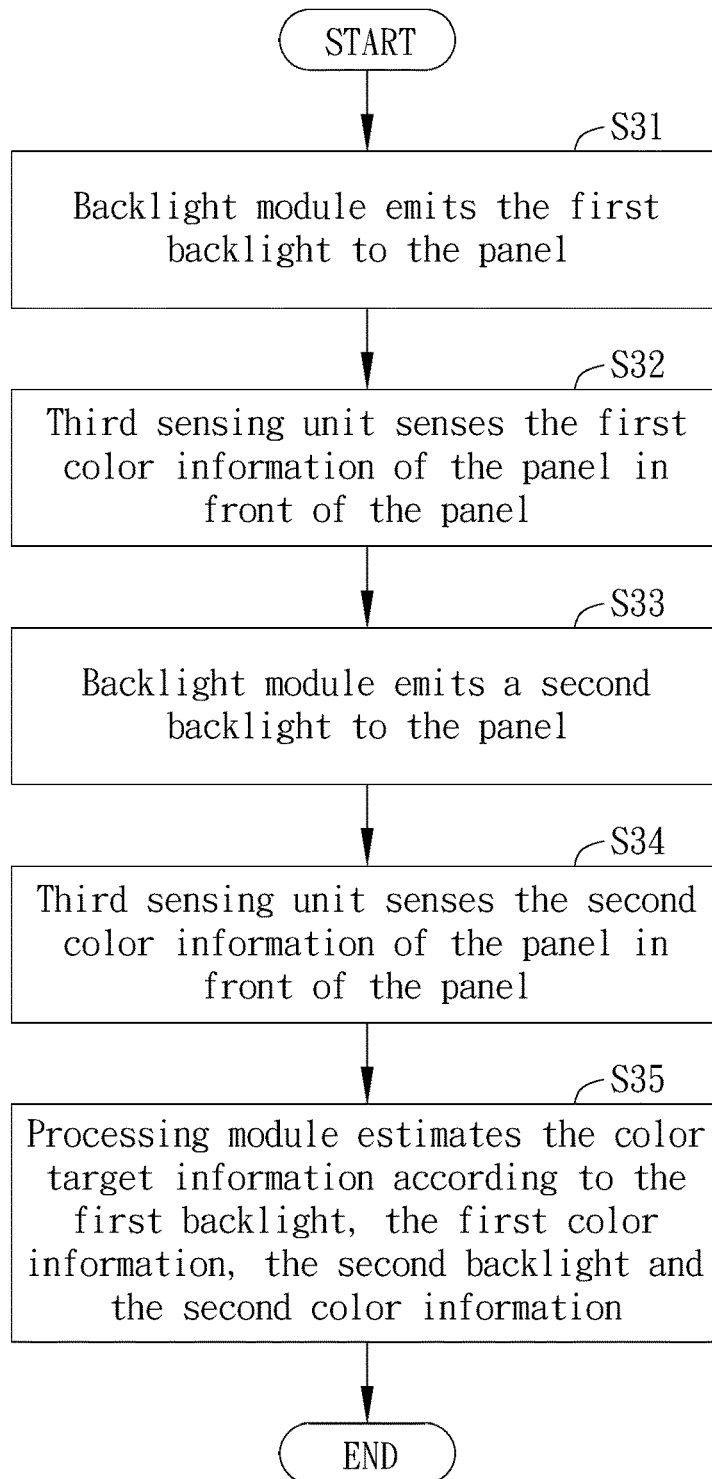 START
S31
Backlight module emits the first
backlight to the panel
S32
Third sensing unit senses the first
color information of the panel in
front of the panel
S33
Backlight module emits a second
backlight to the panel
S34
Third sensing unit senses the second
color information of the panel in
front of the panel
S35
Processing module estimates the color
target information according to the
first backlight, the first color
information, the second backlight and
the second color information
END